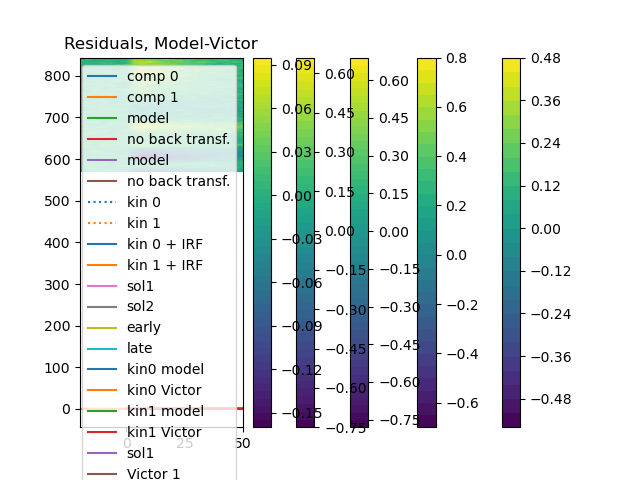 Residuals, Model-Victor
800
700
600
500
400
300
200
100
0
0
25
50
comp 0
comp 1
model
no back transf.
model
no back transf.
kin 0
kin 1
kin 0 + IRF
kin 1 + IRF
sol1
sol2
early
late
kin0 model
kin0 Victor
kin1 model
kin1 Victor
sol1
Victor 1
0.09
0.06
0.03
0.00
−0.03
−0.06
−0.09
−0.12
−0.15
0.60
0.45
0.30
0.15
0.00
−0.15
−0.30
−0.45
−0.60
−0.75
0.60
0.45
0.30
0.15
0.00
−0.15
−0.30
−0.45
−0.60
−0.75
0.8
0.6
0.4
0.2
0.0
−0.2
−0.4
−0.6
0.48
0.36
0.24
0.12
0.00
−0.12
−0.24
−0.36
−0.48